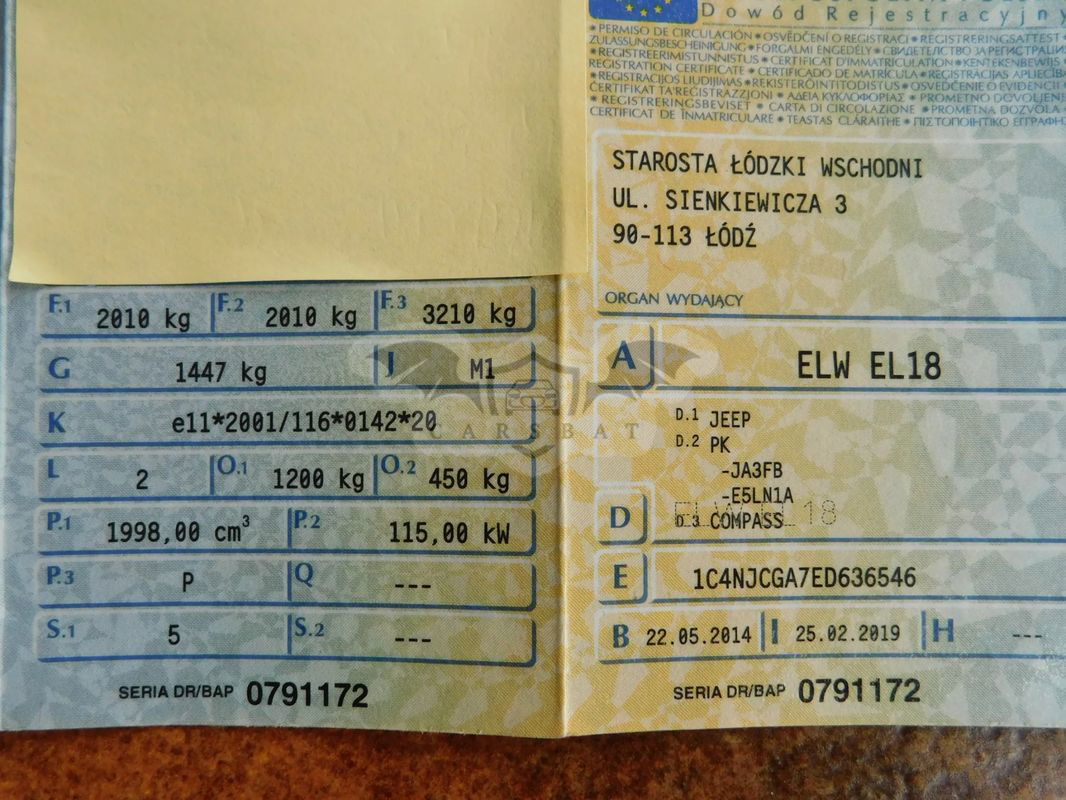 F.1 2010 kg F.2 2010 kg F.3 3210 kg
G 1447 kg J M1
K e11*2001/116*0142*20
L 2 O.1 1200 kg O.2 450 kg
P.1 1998,00 cm³ P.2 115,00 kW
P.3 P Q ---
S.1 5 S.2 ---
SERIA DR/BAP 0791172
Dowód Rejestracyjny
* PERMISO DE CIRCULACIÓN * OSVĚDČENÍ O REGISTRACI * REGISTRERINGSATTEST *
ZULASSUNGSBESCHEINIGUNG * FORGALMI ENGEDÉLY * СВИДЕТЕЛСТВО ЗА РЕГИСТРАЦИЯ
* REGISTREERIMISTUNNISTUS * CERTIFICAT D'IMMATRICULATION * KENTEKENBEWIJS *
REGISTRATION CERTIFICATE * CERTIFICADO DE MATRÍCULA * REĢISTRĀCIJAS APLIECĪBA
* REGISTRACIJOS LIUDIJIMAS * REKISTERÖINTITODISTUS * OSVEDČENIE O EVIDENCII
ĊERTIFIKAT TA'REĠISTRAZZJONI * ΑΔΕΙΑ ΚΥΚΛΟΦΟΡΙΑΣ * PROMETNO DOVOLJENJE
* REGISTRERINGSBEVISET * CARTA DI CIRCOLAZIONE * PROMETNA DOZVOLA *
CERTIFICAT DE ÎNMATRICULARE * TEASTAS CLÁRAITHE * ΠΙΣΤΟΠΟΙΗΤΙΚΟ ΕΓΓΡΑΦΗΣ
STAROSTA ŁÓDZKI WSCHODNI
UL. SIENKIEWICZA 3
90-113 ŁÓDŹ
ORGAN WYDAJĄCY
A ELW EL18
D.1 JEEP
D.2 PK
-JA3FB
-E5LN1A
D D.3 COMPASS
ELW EL18
E 1C4NJCGA7ED636546
B 22.05.2014 I 25.02.2019 H ---
SERIA DR/BAP 0791172
CARSBAT